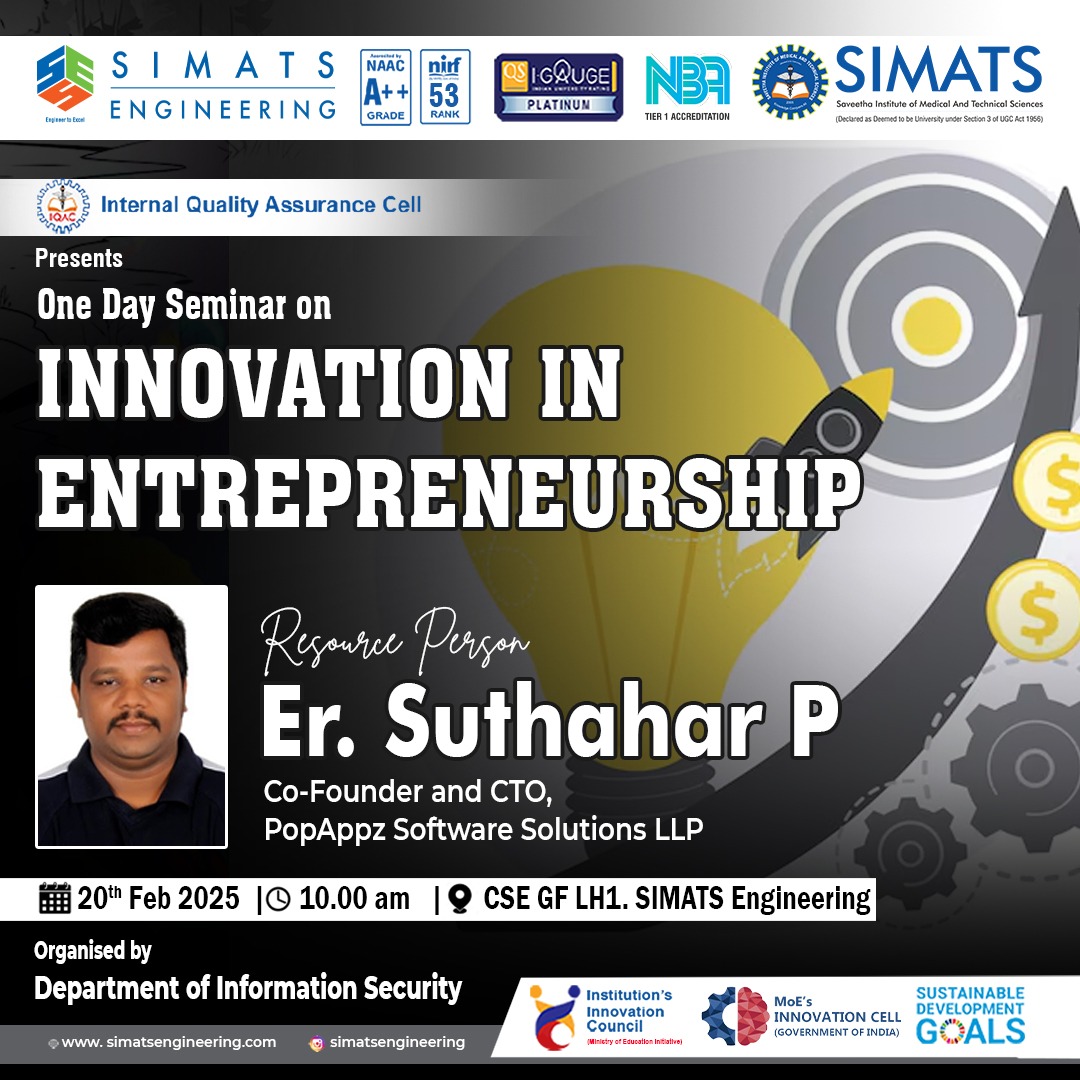 SIMATS
ENGINEERING
Engineer to Excel
Accredited by
NAAC
A++
GRADE
nirf
53
RANK
QS I·GAUGE
INDIAN UNIVERSITY RATING
PLATINUM
NBA
TIER 1 ACCREDITATION
SIMATS
Saveetha Institute of Medical And Technical Sciences
(Declared as Deemed to be University under Section 3 of UGC Act 1956)
IQAC
Internal Quality Assurance Cell
Presents
One Day Seminar on
INNOVATION IN
ENTREPRENEURSHIP
$
$
Resource Person
Er. Suthahar P
Co-Founder and CTO,
PopAppz Software Solutions LLP
20th Feb 2025 | 10.00 am | CSE GF LH1. SIMATS Engineering
Organised by
Department of Information Security
www. simatsengineering.com simatsengineering
Institution's
Innovation
Council
(Ministry of Education Initiative)
MoE's
INNOVATION CELL
(GOVERNMENT OF INDIA)
SUSTAINABLE
DEVELOPMENT
GOALS